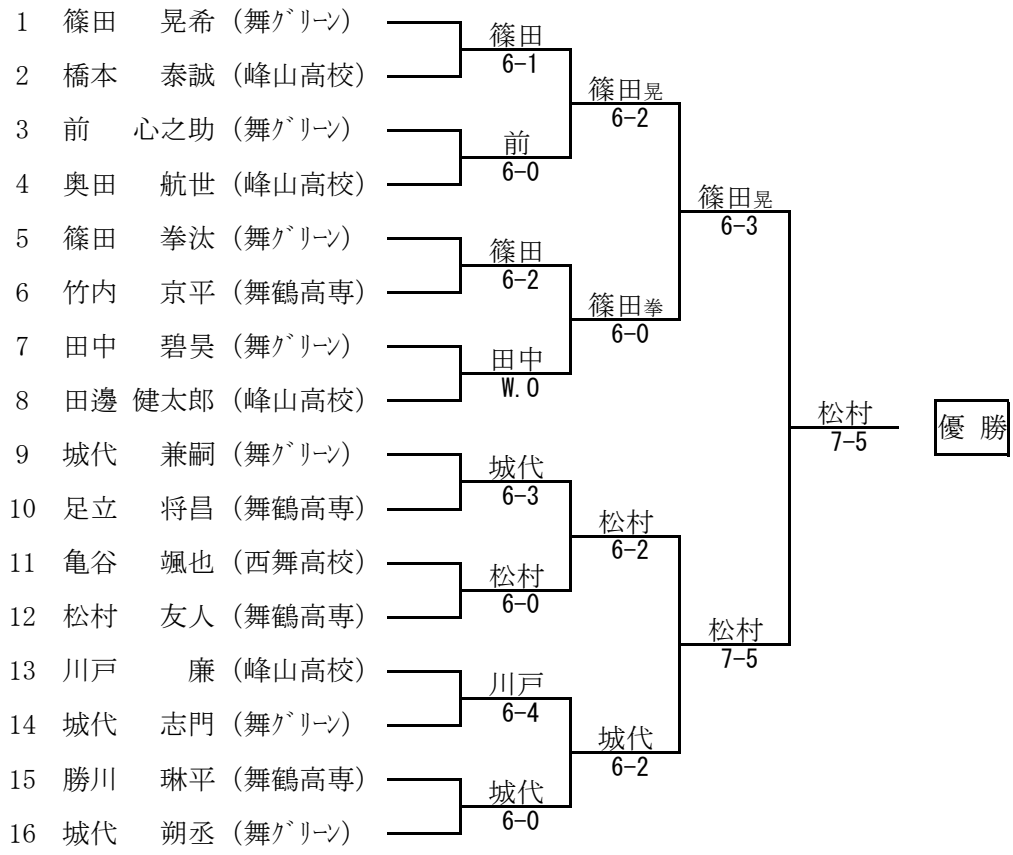 1 篠田 晃希 (舞ｸﾞﾘｰﾝ)
2 橋本 泰誠 (峰山高校)
3 前 心之助 (舞ｸﾞﾘｰﾝ)
4 奥田 航世 (峰山高校)
5 篠田 拳汰 (舞ｸﾞﾘｰﾝ)
6 竹内 京平 (舞鶴高専)
7 田中 碧昊 (舞ｸﾞﾘｰﾝ)
8 田邊 健太郎 (峰山高校)
9 城代 兼嗣 (舞ｸﾞﾘｰﾝ)
10 足立 将昌 (舞鶴高専)
11 亀谷 颯也 (西舞高校)
12 松村 友人 (舞鶴高専)
13 川戸 廉 (峰山高校)
14 城代 志門 (舞ｸﾞﾘｰﾝ)
15 勝川 琳平 (舞鶴高専)
16 城代 朔丞 (舞ｸﾞﾘｰﾝ)
篠田
6-1
前
6-0
篠田
6-2
田中
W.O
城代
6-3
松村
6-0
川戸
6-4
城代
6-0
篠田晃
6-2
篠田拳
6-0
松村
6-2
城代
6-2
篠田晃
6-3
松村
7-5
松村
7-5
優 勝